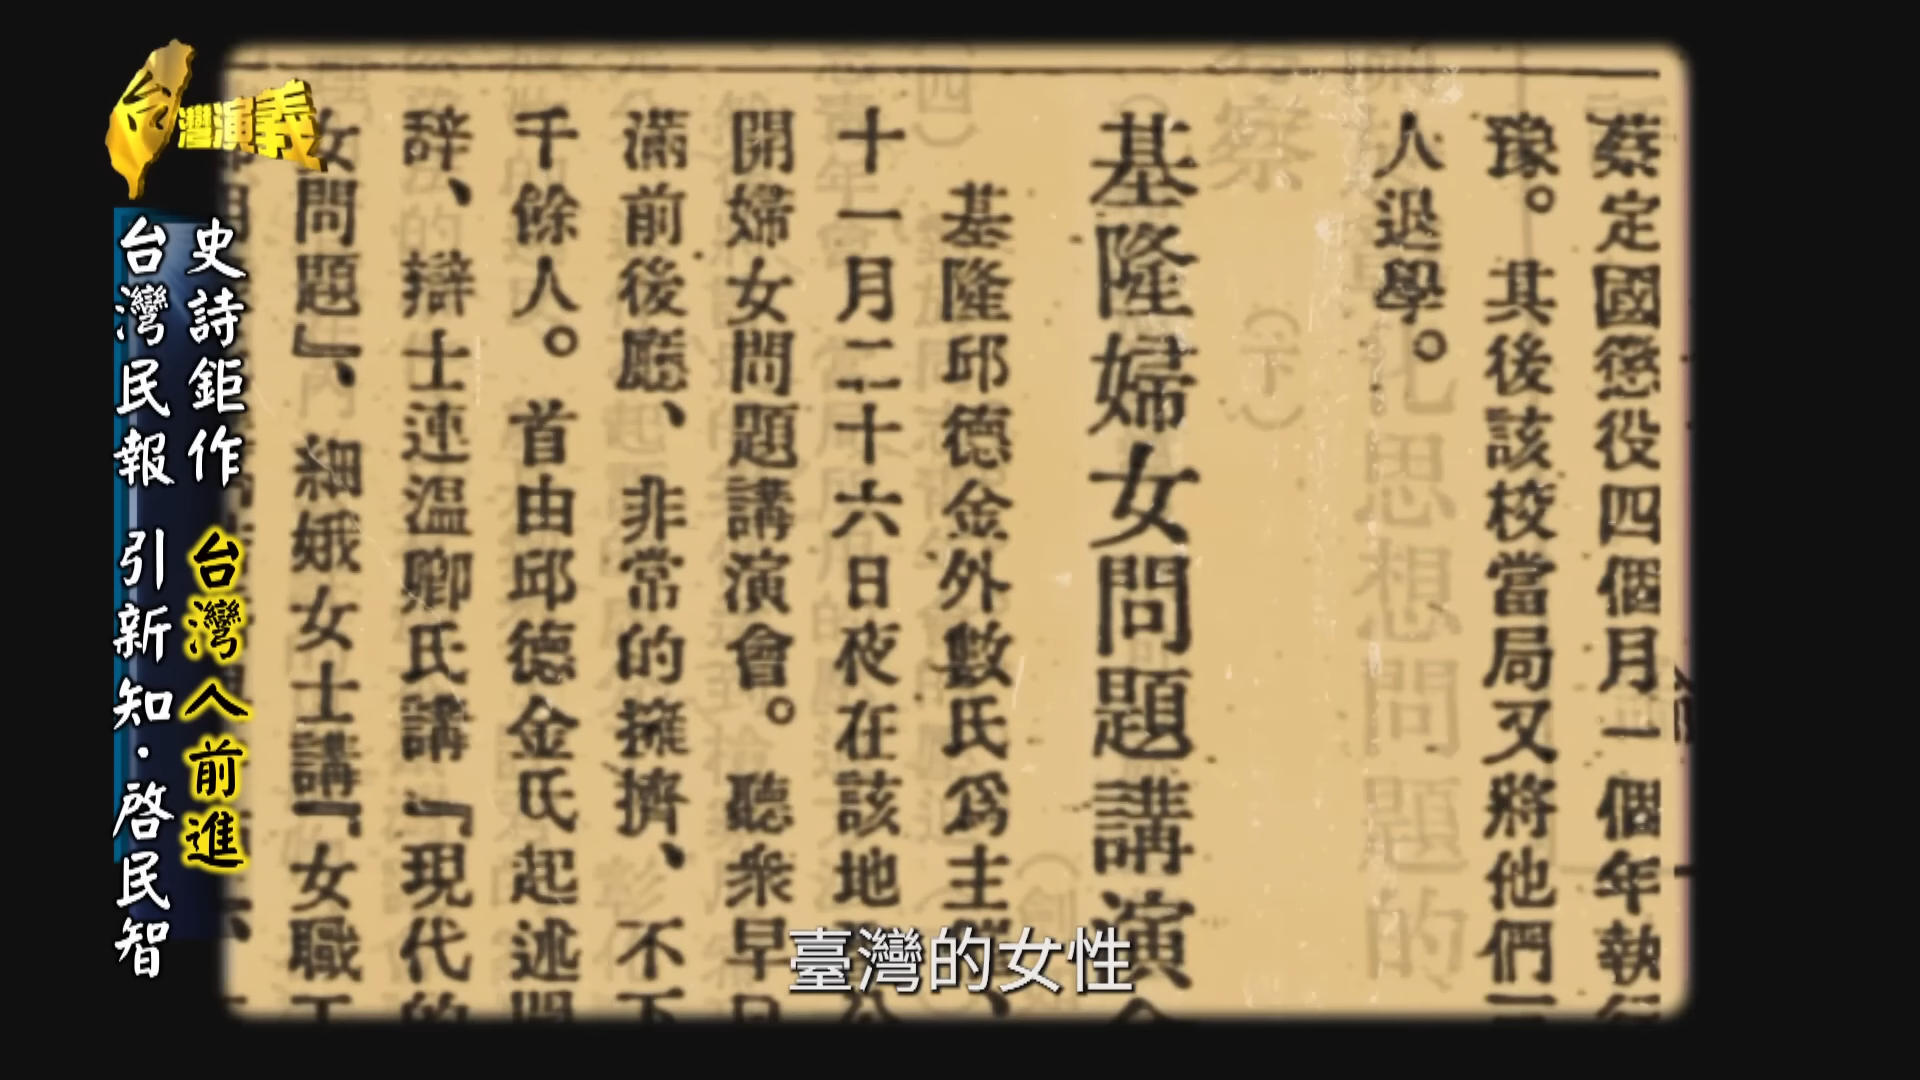 台灣演義
史詩鉅作 台灣人前進
台灣民報 引新知·啓民智
蔡定國懲役四個月一個年執
豫。其後該校當局又將他們
人退學。
基隆婦女問題講演
基隆邱德金外數氏爲主
十一月二十六日夜在該地
開婦女問題講演會。聽衆早
滿前後廳、非常的擁擠、不
千餘人。首由邱德金氏起述
辞、辯士連溫卿氏講『現代的
女問題』、細娥女士講『女職
臺灣的女性